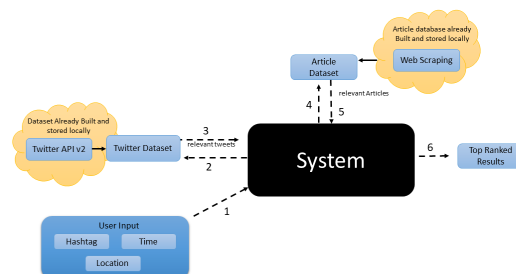 Article database already
Built and stored locally
Web Scraping
Article
Dataset
relevant Articles
4
5
Dataset Already Built and
stored locally
Twitter API v2
Twitter Dataset
3
relevant tweets
2
System
6
Top Ranked
Results
1
User Input
Hashtag
Time
Location